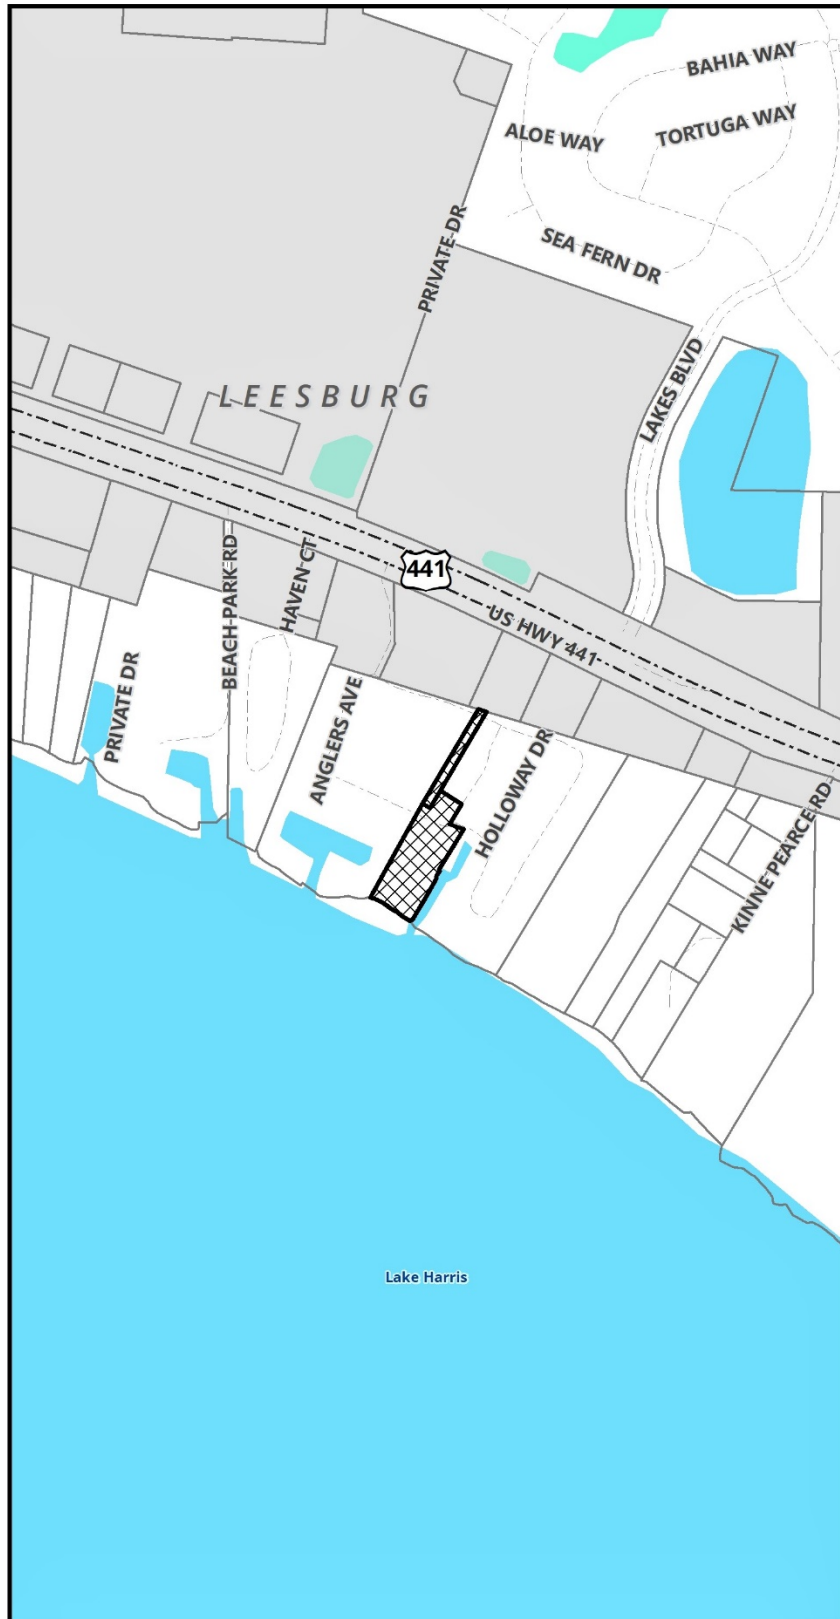 BAHIA WAY
ALOE WAY
TORTUGA WAY
PRIVATE DR
SEA FERN DR
LAKES BLVD
LEESBURG
441
US HWY 441
BEACH PARK RD
HAVEN CT
PRIVATE DR
ANGLERS AVE
HOLLOWAY DR
KINNE PEARCE RD
Lake Harris